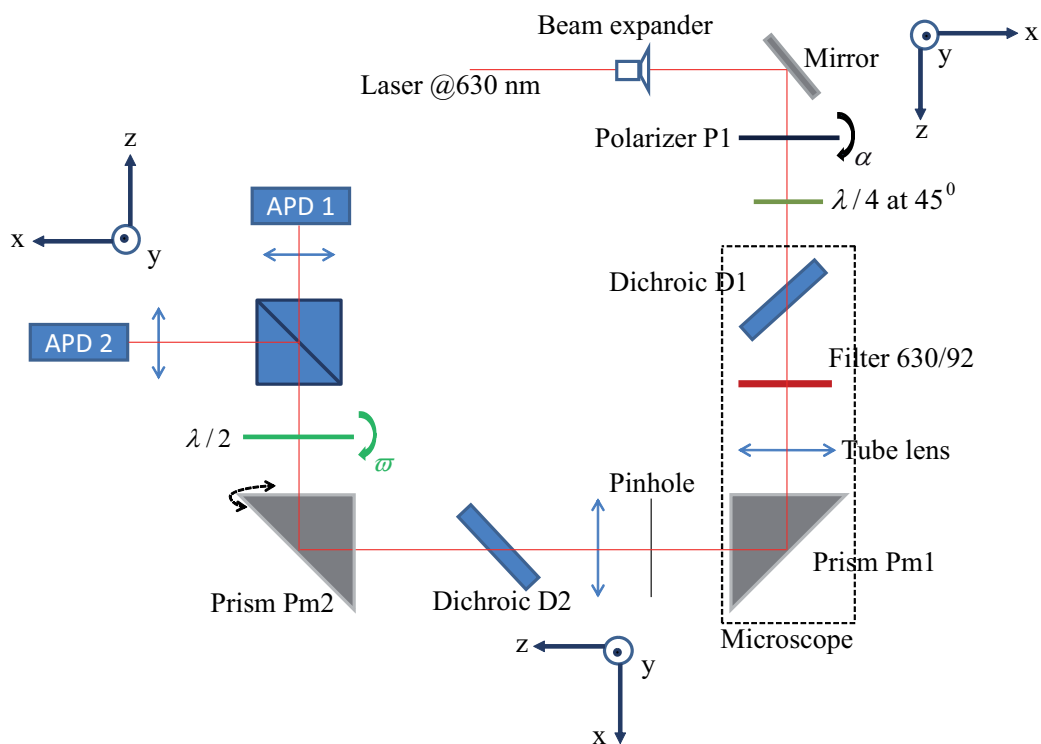 Beam expander
Mirror
Laser @630 nm
x
y
z
Polarizer P1
α
λ/4 at 45⁰
z
x
y
APD 1
Dichroic D1
APD 2
Filter 630/92
λ/2
ϖ
Tube lens
Pinhole
Prism Pm1
Prism Pm2
Dichroic D2
Microscope
z
y
x